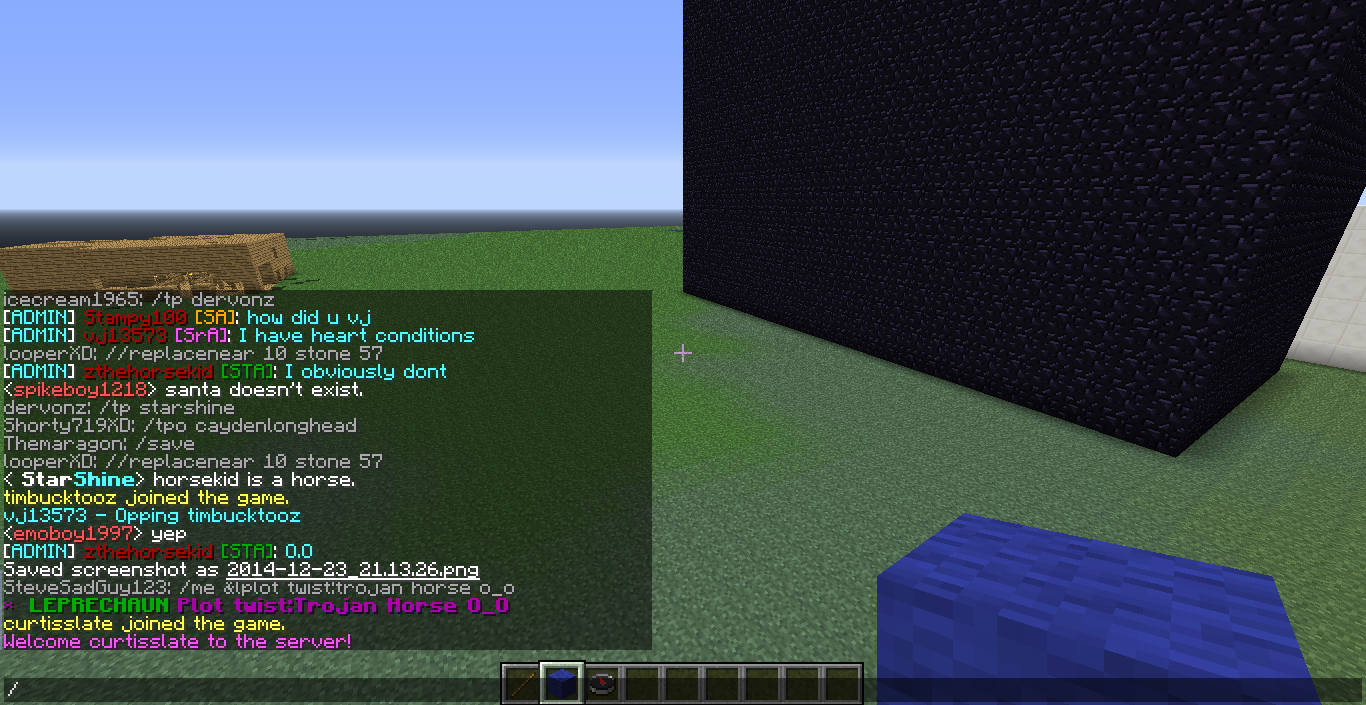 icecream1965: /tp dervonz
[ADMIN] Stampy100 [SA]: how did u vj
[ADMIN] vj13573 [SrA]: I have heart conditions
looperXD: //replacenear 10 stone 57
[ADMIN] zthehorsekid [STA]: I obviously dont
<spikeboy1218> santa doesn't exist.
dervonz: /tp starshine
Shorty719XD: /tpo caydenlonghead
Themaragon: /save
looperXD: //replacenear 10 stone 57
< StarShine> horsekid is a horse.
timbucktooz joined the game.
vj13573 - Opping timbucktooz
<emoboy1997> yep
[ADMIN] zthehorsekid [STA]: 0.0
Saved screenshot as 2014-12-23_21.13.26.png
SteveSadGuy123: /me &lplot twist:trojan horse o_o
* LEPRECHAUN Plot twist:Trojan Horse O_O
curtisslate joined the game.
Welcome curtisslate to the server!
/